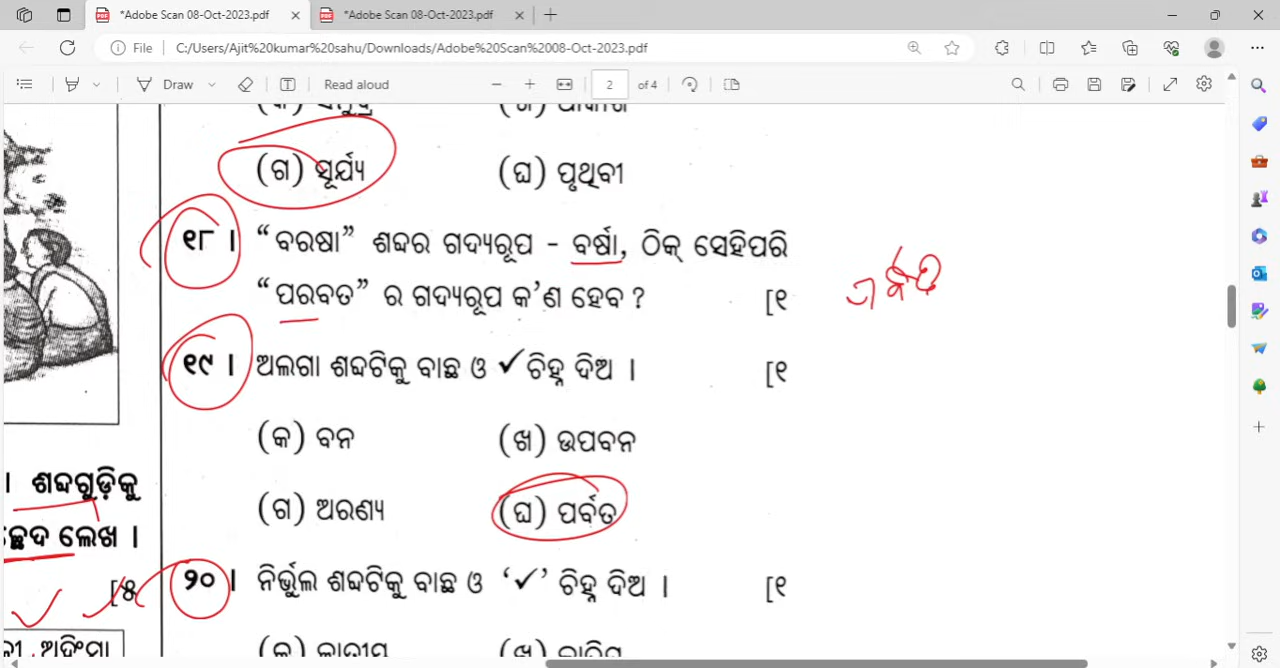 *Adobe Scan 08-Oct-2023.pdf
*Adobe Scan 08-Oct-2023.pdf
File C:/Users/Ajit%20kumar%20sahu/Downloads/Adobe%20Scan%2008-Oct-2023.pdf
Draw Read aloud 2 of 4
(ଗ) ସୂର୍ଯ୍ୟ (ଘ) ପୃଥିବୀ
୧୮ । “ବରଷା” ଶବ୍ଦର ଗଦ୍ୟରୂପ - ବର୍ଷା, ଠିକ୍ ସେହିପରି
“ପରବତ” ର ଗଦ୍ୟରୂପ କ’ଣ ହେବ ? [୧
୧୯ । ଅଲଗା ଶବ୍ଦଟିକୁ ବାଛ ଓ ✓ ଚିହ୍ନ ଦିଅ । [୧
(କ) ବନ (ଖ) ଉପବନ
(ଗ) ଅରଣ୍ୟ (ଘ) ପର୍ବତ
। ଶବ୍ଦଗୁଡ଼ିକୁ
ଚ୍ଛେଦ ଲେଖ ।
[୫
୨୦ । ନିର୍ଭୁଲ ଶବ୍ଦଟିକୁ ବାଛ ଓ ‘✓’ ଚିହ୍ନ ଦିଅ । [୧